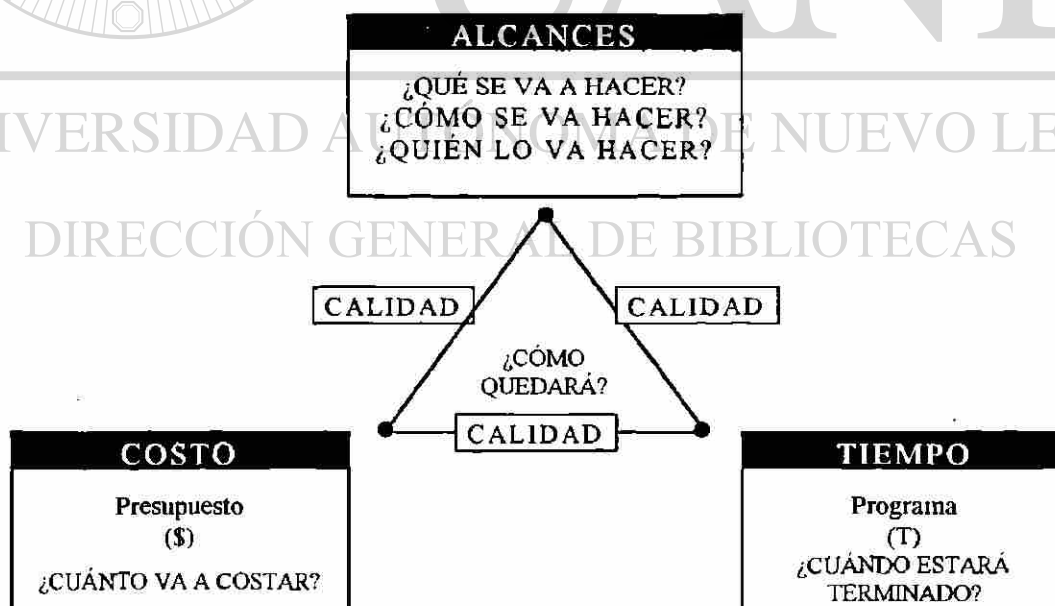 ALCANCES
¿QUÉ SE VA A HACER?
¿CÓMO SE VA HACER?
¿QUIÉN LO VA HACER?
IVERSIDAD AUTÓNOMA DE NUEVO LE
DIRECCIÓN GENERAL DE BIBLIOTECAS
CALIDAD
CALIDAD
¿CÓMO
QUEDARÁ?
CALIDAD
COSTO
Presupuesto
($)
¿CUÁNTO VA A COSTAR?
TIEMPO
Programa
(T)
¿CUÁNDO ESTARÁ
TERMINADO?